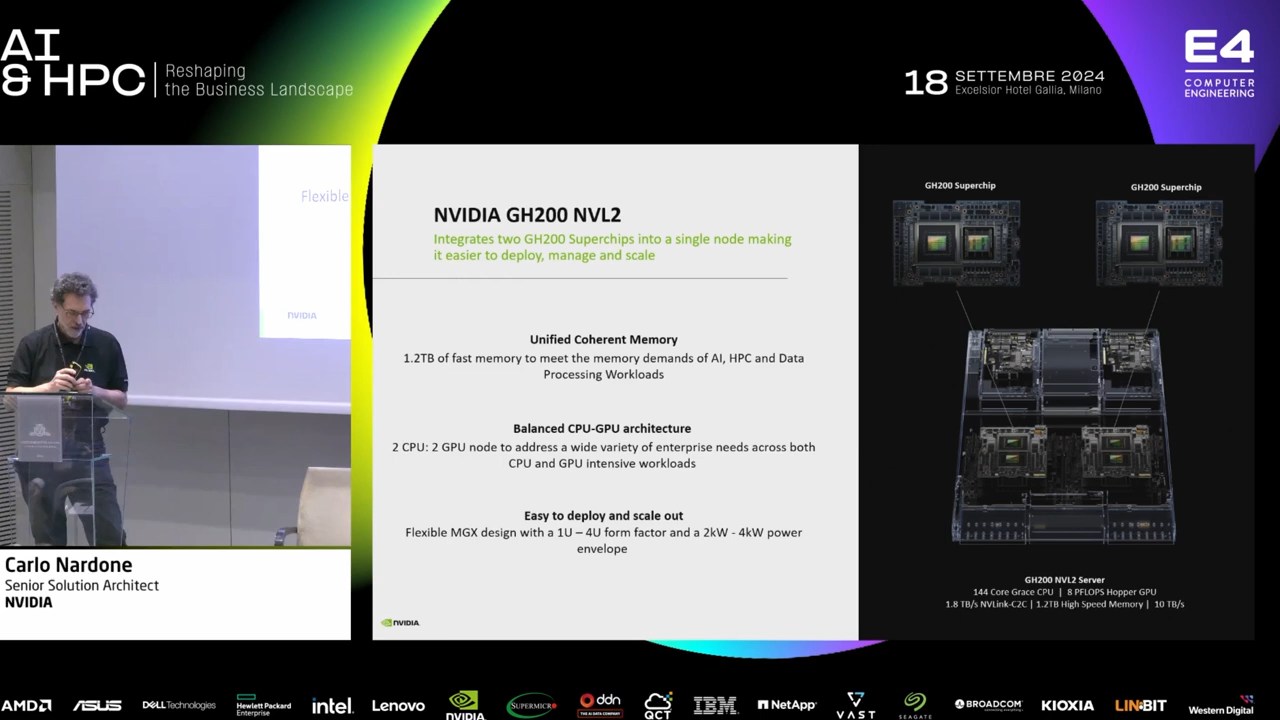 AI
& HPC
Reshaping
the Business Landscape
18 SETTEMBRE 2024
Excelsior Hotel Gallia, Milano
E4
COMPUTER
ENGINEERING
Flexible
NVIDIA
Carlo Nardone
Senior Solution Architect
NVIDIA
NVIDIA GH200 NVL2
Integrates two GH200 Superchips into a single node making
it easier to deploy, manage and scale
Unified Coherent Memory
1.2TB of fast memory to meet the memory demands of AI, HPC and Data
Processing Workloads
Balanced CPU-GPU architecture
2 CPU: 2 GPU node to address a wide variety of enterprise needs across both
CPU and GPU intensive workloads
Easy to deploy and scale out
Flexible MGX design with a 1U – 4U form factor and a 2kW - 4kW power
envelope
NVIDIA
GH200 Superchip
GH200 Superchip
GH200 NVL2 Server
144 Core Grace CPU | 8 PFLOPS Hopper GPU
1.8 TB/s NVLink-C2C | 1.2TB High Speed Memory | 10 TB/s
AMD
ASUS
DELLTechnologies
Hewlett Packard
Enterprise
intel
Lenovo
NVIDIA
SUPERMICRO
ddn
THE AI DATA COMPANY
QCT
IBM
NetApp
VAST
SEAGATE
BROADCOM
KIOXIA
LINBIT
Western Digital